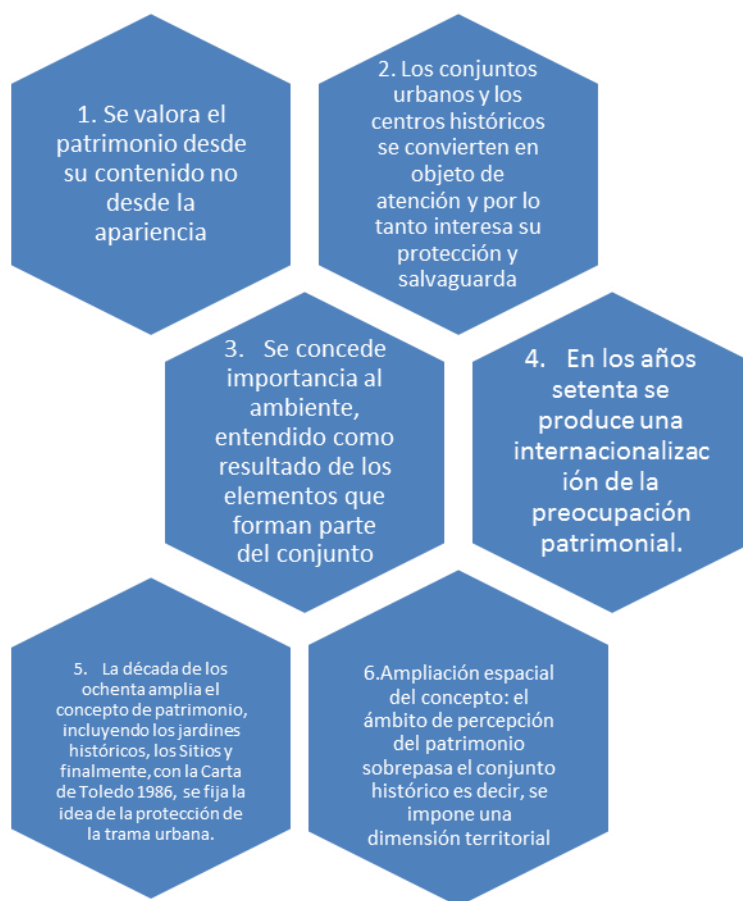 1. Se valora el
patrimonio desde
su contenido no
desde la
apariencia
2. Los conjuntos
urbanos y los
centros históricos
se convierten en
objeto de
atención y por lo
tanto interesa su
protección y
salvaguarda
3. Se concede
importancia al
ambiente,
entendido como
resultado de los
elementos que
forman parte
del conjunto
4. En los años
setenta se
produce una
internacionalizac
ión de la
preocupación
patrimonial.
5. La década de los
ochenta amplia el
concepto de patrimonio,
incluyendo los jardines
históricos, los Sitios y
finalmente, con la Carta
de Toledo 1986, se fija la
idea de la protección de
la trama urbana.
6.Ampliación espacial
del concepto: el
ámbito de percepción
del patrimonio
sobrepasa el conjunto
histórico es decir, se
impone una
dimensión territorial